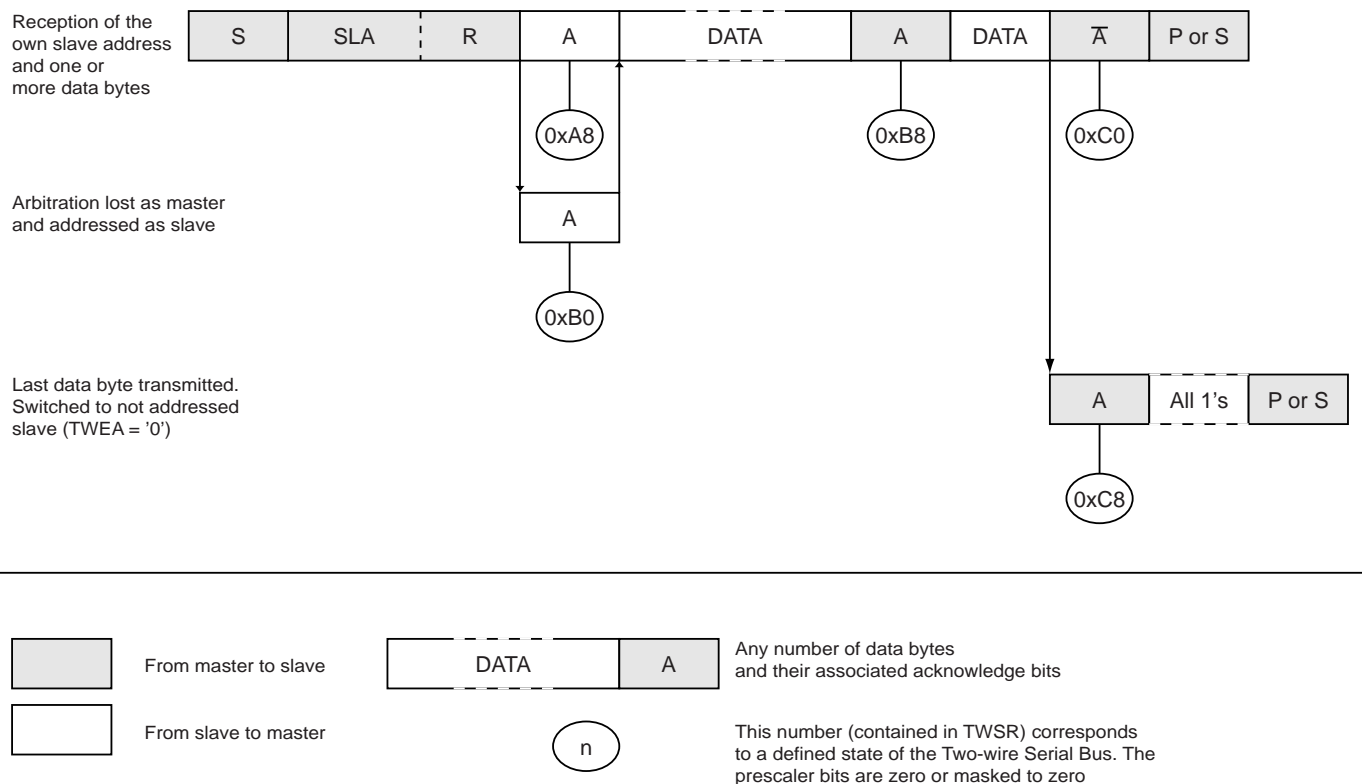 Reception of the
own slave address
and one or
more data bytes
S SLA R A DATA A DATA A̅ P or S
0xA8 0xB8 0xC0
Arbitration lost as master
and addressed as slave
A
0xB0
Last data byte transmitted.
Switched to not addressed
slave (TWEA = '0')
A All 1's P or S
0xC8
From master to slave
DATA A
Any number of data bytes
and their associated acknowledge bits
From slave to master
n
This number (contained in TWSR) corresponds
to a defined state of the Two-wire Serial Bus. The
prescaler bits are zero or masked to zero